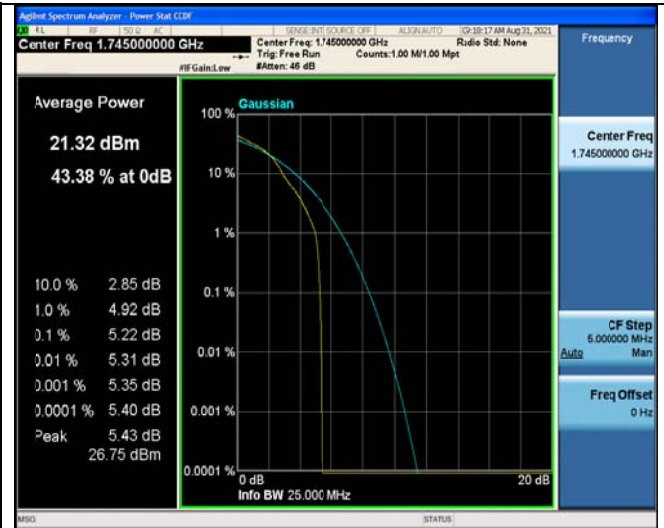 Agilent Spectrum Analyzer - Power Stat CCDF
RL RF 50 Ω AC SENSE:INT SOURCE OFF ALIGN AUTO 09:18:17 AM Aug 31, 2021
Center Freq 1.745000000 GHz
Center Freq: 1.745000000 GHz
Radio Std: None
Trig: Free Run Counts:1.00 M/1.00 Mpt
#IFGain:Low #Atten: 46 dB
Frequency
Average Power
21.32 dBm
43.38 % at 0dB
10.0 % 2.85 dB
1.0 % 4.92 dB
0.1 % 5.22 dB
0.01 % 5.31 dB
0.001 % 5.35 dB
0.0001 % 5.40 dB
Peak 5.43 dB
26.75 dBm
Gaussian
100 %
10 %
1 %
0.1 %
0.01 %
0.001 %
0.0001 %
0 dB 20 dB
Info BW 25.000 MHz
Center Freq
1.745000000 GHz
CF Step
5.000000 MHz
Auto Man
Freq Offset
0 Hz
MSG STATUS